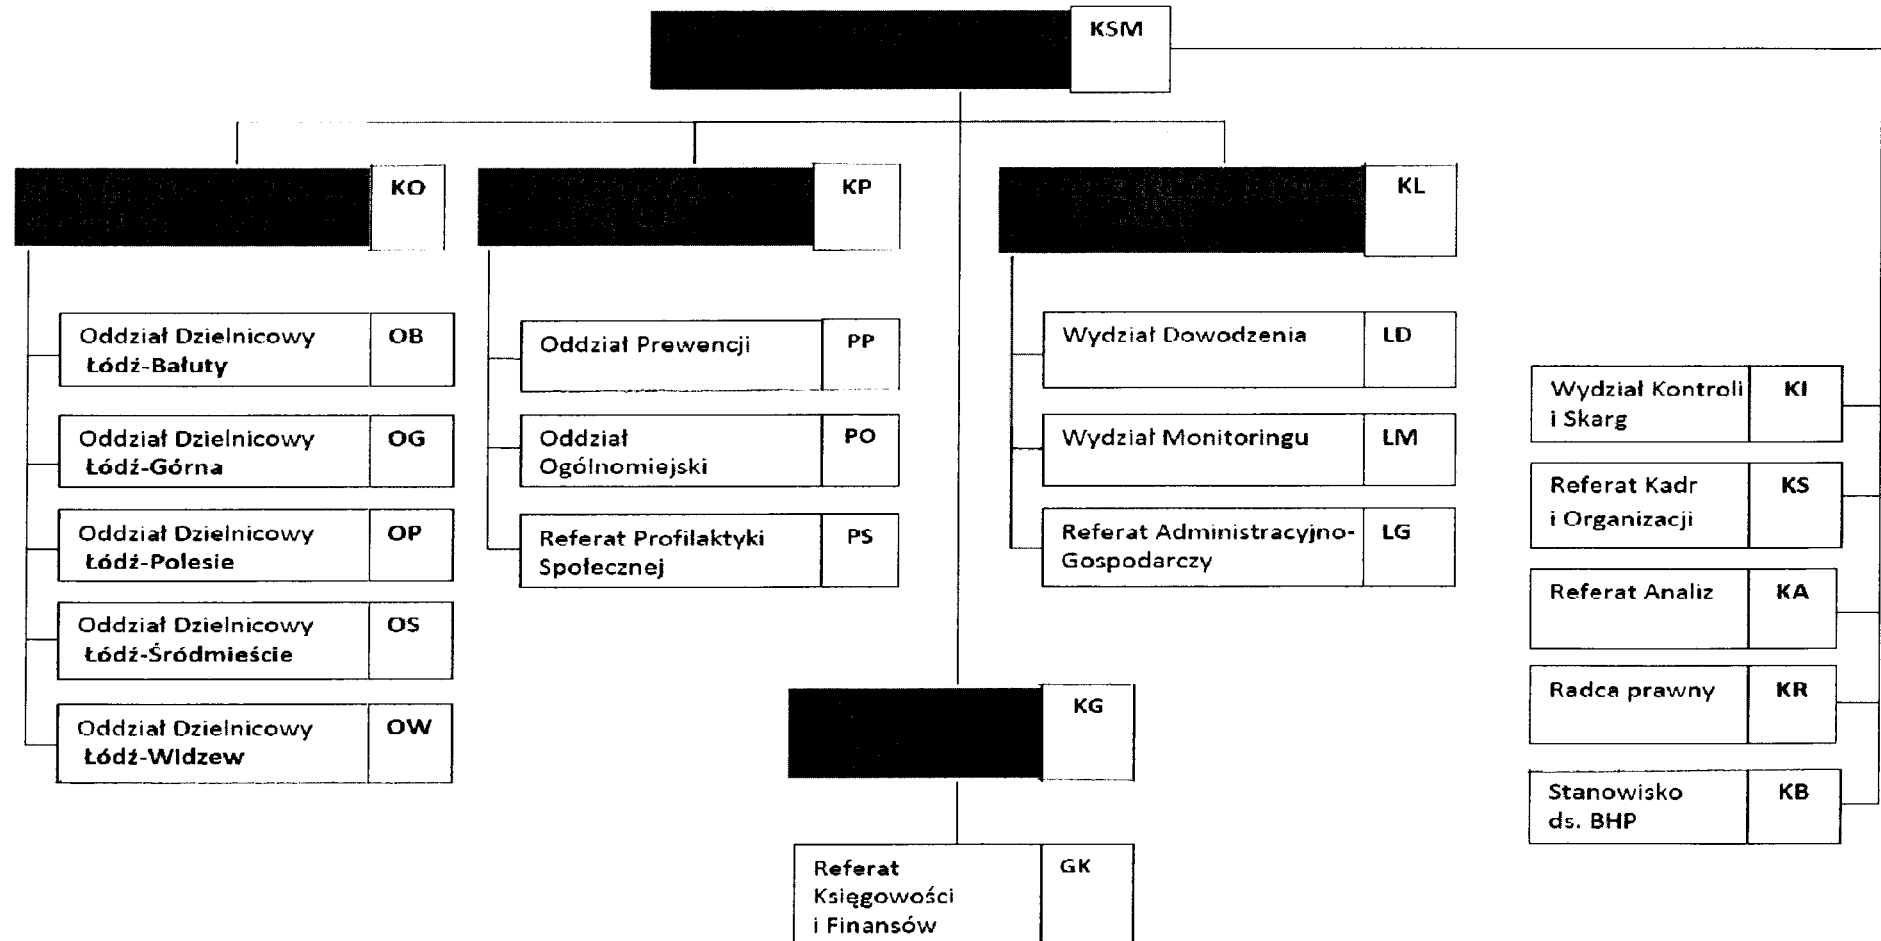 KSM
KO
KP
KL
Oddział Dzielnicowy
Łódź-Bałuty
OB
Oddział Dzielnicowy
Łódź-Górna
OG
Oddział Dzielnicowy
Łódź-Polesie
OP
Oddział Dzielnicowy
Łódź-Śródmieście
OS
Oddział Dzielnicowy
Łódź-Widzew
OW
Oddział Prewencji
PP
Oddział
Ogólnomiejski
PO
Referat Profilaktyki
Społecznej
PS
Wydział Dowodzenia
LD
Wydział Monitoringu
LM
Referat Administracyjno-
Gospodarczy
LG
KG
Referat
Księgowości
i Finansów
GK
Wydział Kontroli
i Skarg
KI
Referat Kadr
i Organizacji
KS
Referat Analiz
KA
Radca prawny
KR
Stanowisko
ds. BHP
KB